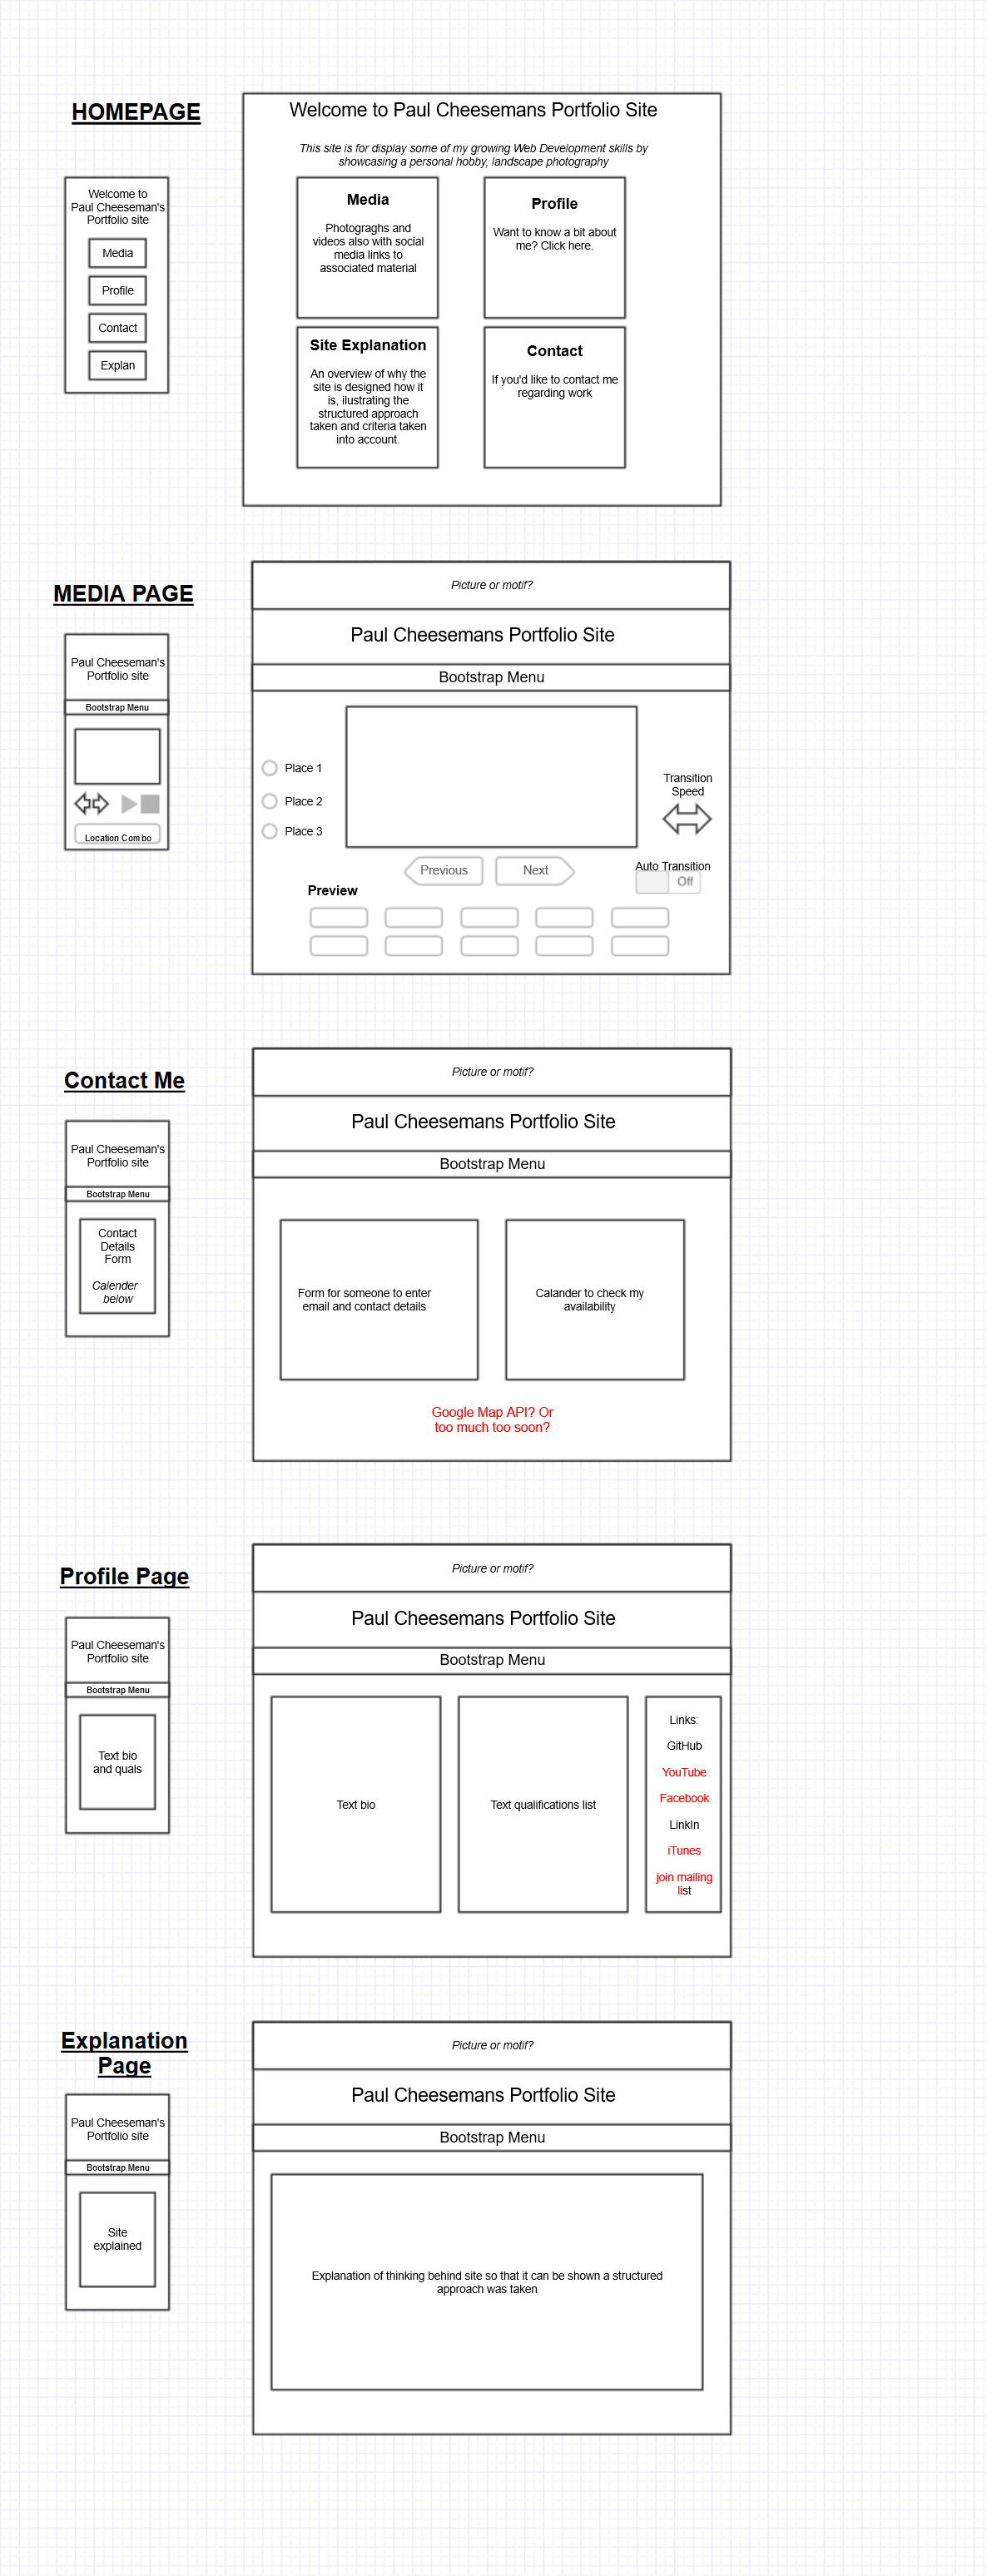 HOMEPAGE
Welcome to
Paul Cheeseman's
Portfolio site
Media
Profile
Contact
Explan
Welcome to Paul Cheesemans Portfolio Site
This site is for display some of my growing Web Development skills by
showcasing a personal hobby, landscape photography
Media
Photograghs and
videos also with social
media links to
associated material
Profile
Want to know a bit about
me? Click here.
Site Explanation
An overview of why the
site is designed how it
is, ilustrating the
structured approach
taken and criteria taken
into account.
Contact
If you'd like to contact me
regarding work
MEDIA PAGE
Paul Cheeseman's
Portfolio site
Bootstrap Menu
Location Combo
Picture or motif?
Paul Cheesemans Portfolio Site
Bootstrap Menu
Place 1
Place 2
Place 3
Transition
Speed
Previous
Next
Auto Transition
Off
Preview
Contact Me
Paul Cheeseman's
Portfolio site
Bootstrap Menu
Contact
Details
Form
Calender
below
Picture or motif?
Paul Cheesemans Portfolio Site
Bootstrap Menu
Form for someone to enter
email and contact details
Calander to check my
availability
Google Map API? Or
too much too soon?
Profile Page
Paul Cheeseman's
Portfolio site
Bootstrap Menu
Text bio
and quals
Picture or motif?
Paul Cheesemans Portfolio Site
Bootstrap Menu
Text bio
Text qualifications list
Links:
GitHub
YouTube
Facebook
LinkIn
iTunes
join mailing
list
Explanation
Page
Paul Cheeseman's
Portfolio site
Bootstrap Menu
Site
explained
Picture or motif?
Paul Cheesemans Portfolio Site
Bootstrap Menu
Explanation of thinking behind site so that it can be shown a structured
approach was taken